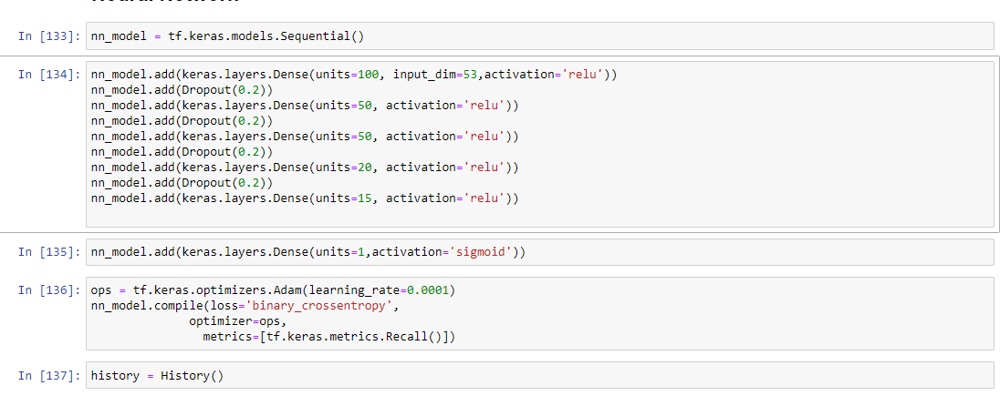 In [133]: nn_model = tf.keras.models.Sequential()
In [134]: nn_model.add(keras.layers.Dense(units=100, input_dim=53,activation='relu'))
nn_model.add(Dropout(0.2))
nn_model.add(keras.layers.Dense(units=50, activation='relu'))
nn_model.add(Dropout(0.2))
nn_model.add(keras.layers.Dense(units=50, activation='relu'))
nn_model.add(Dropout(0.2))
nn_model.add(keras.layers.Dense(units=20, activation='relu'))
nn_model.add(Dropout(0.2))
nn_model.add(keras.layers.Dense(units=15, activation='relu'))
In [135]: nn_model.add(keras.layers.Dense(units=1,activation='sigmoid'))
In [136]: ops = tf.keras.optimizers.Adam(learning_rate=0.0001)
nn_model.compile(loss='binary_crossentropy',
optimizer=ops,
metrics=[tf.keras.metrics.Recall()])
In [137]: history = History()